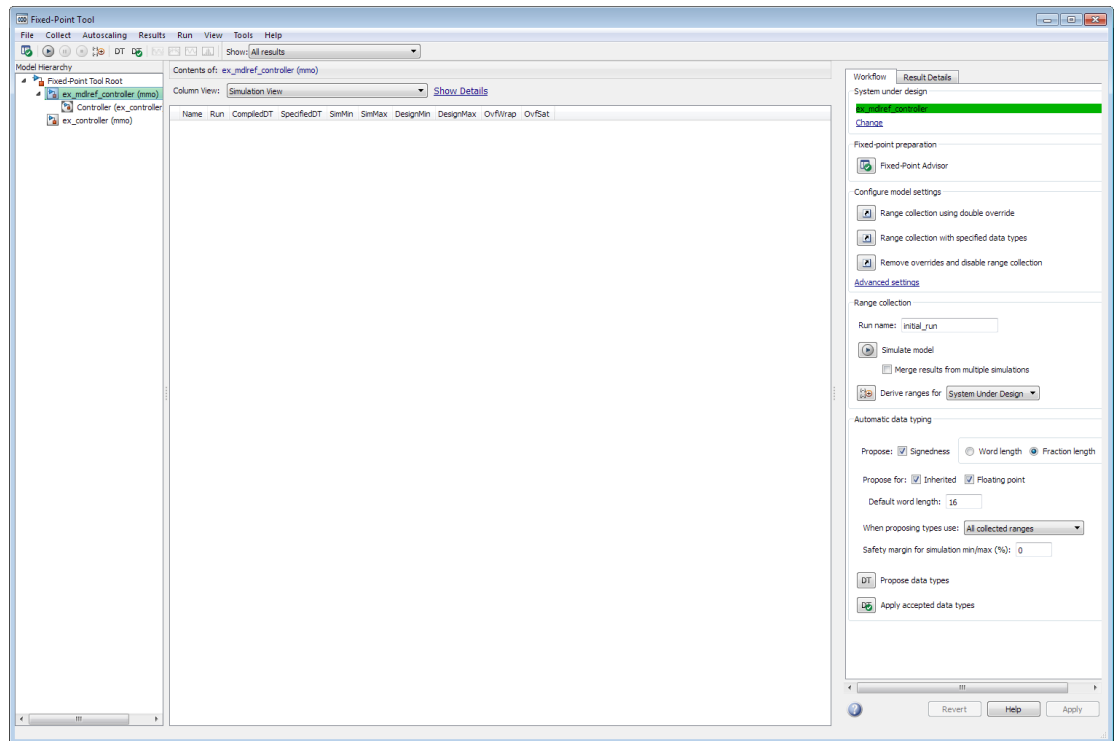 Fixed-Point Tool
File Collect Autoscaling Results Run View Tools Help
DT DT Show: All results
Model Hierarchy
Fixed-Point Tool Root
ex_mdlref_controller (mmo)
Controller (ex_controller
ex_controller (mmo)
Contents of: ex_mdlref_controller (mmo)
Column View: Simulation View Show Details
Name Run CompiledDT SpecifiedDT SimMin SimMax DesignMin DesignMax OvfWrap OvfSat
Workflow Result Details
System under design
ex_mdlref_controller
Change
Fixed-point preparation
Fixed-Point Advisor
Configure model settings
Range collection using double override
Range collection with specified data types
Remove overrides and disable range collection
Advanced settings
Range collection
Run name: initial_run
Simulate model
Merge results from multiple simulations
Derive ranges for System Under Design
Automatic data typing
Propose: Signedness Word length Fraction length
Propose for: Inherited Floating point
Default word length: 16
When proposing types use: All collected ranges
Safety margin for simulation min/max (%): 0
DT Propose data types
DT Apply accepted data types
Revert Help Apply